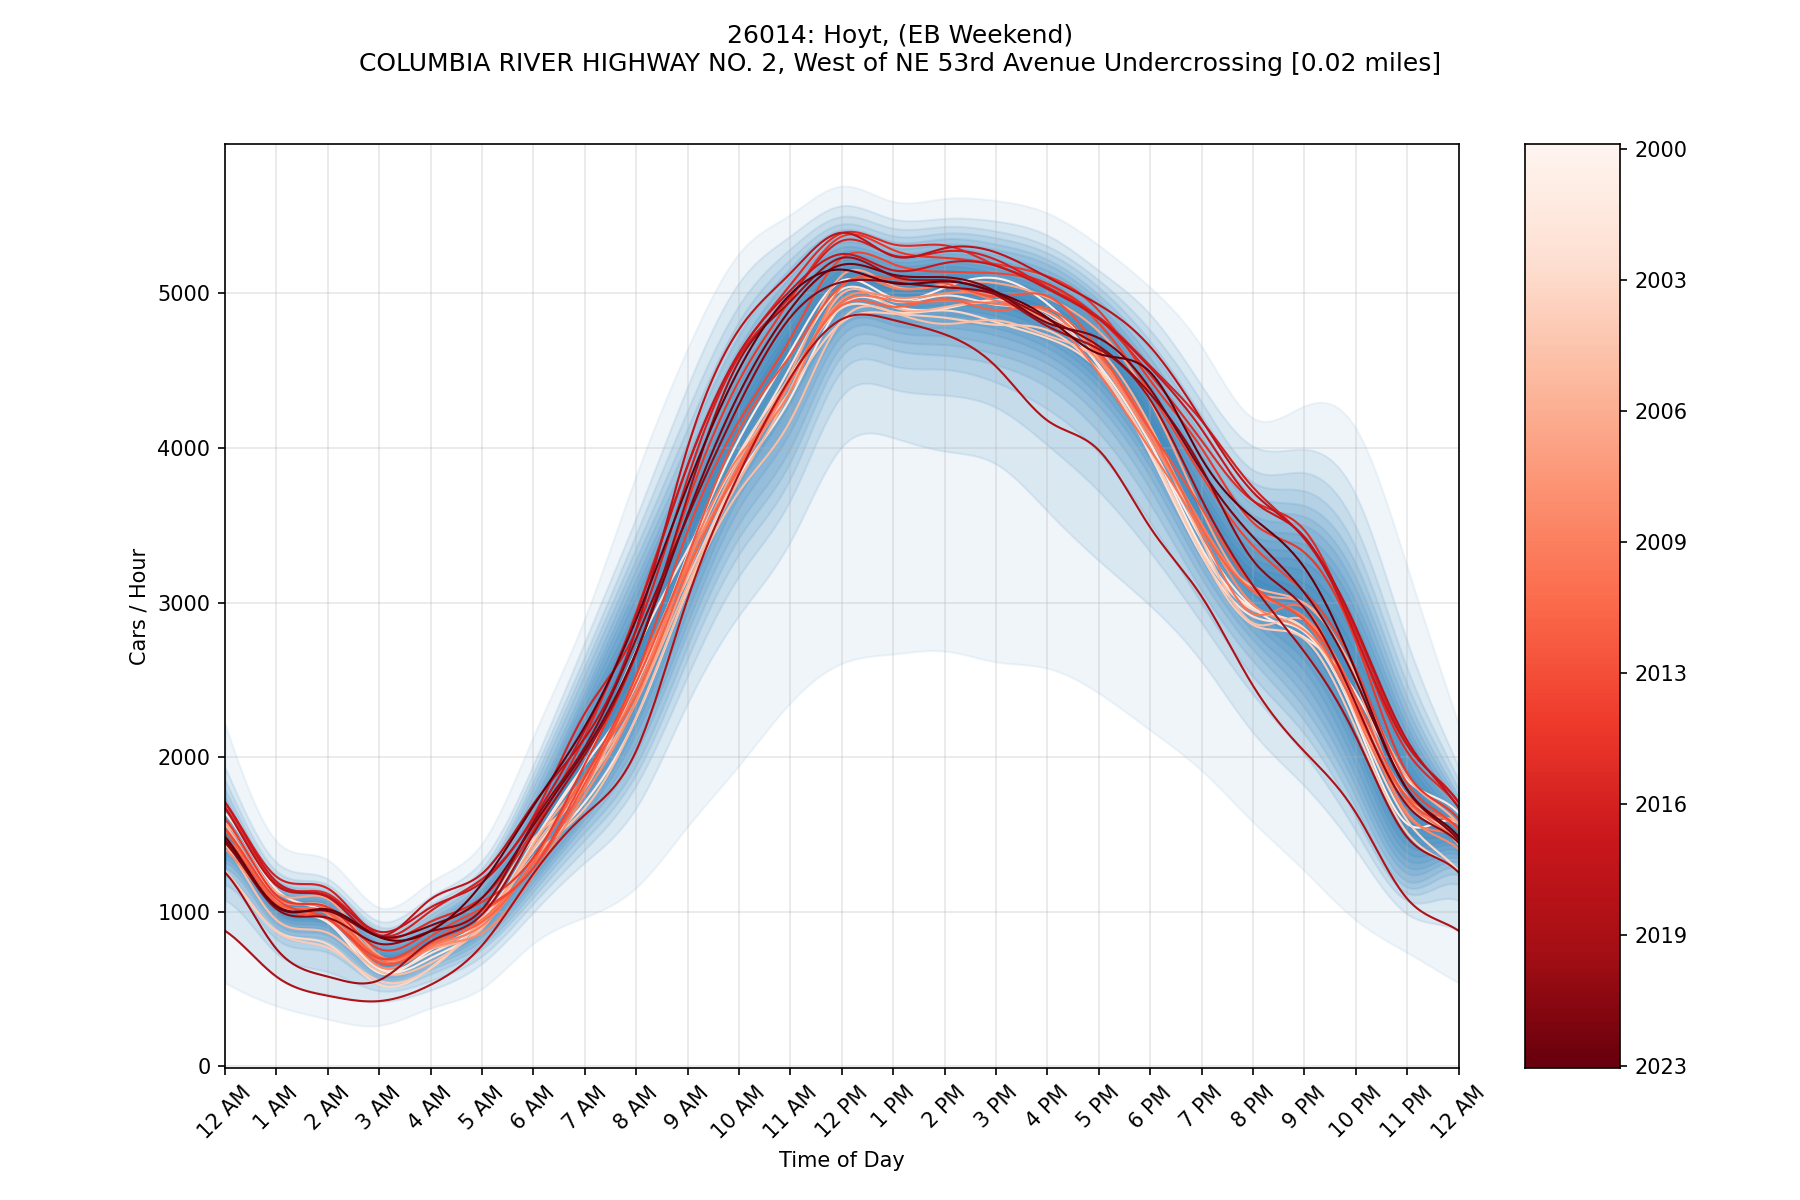 26014: Hoyt, (EB Weekend)
COLUMBIA RIVER HIGHWAY NO. 2, West of NE 53rd Avenue Undercrossing [0.02 miles]
Cars / Hour
5000
4000
3000
2000
1000
0
12 AM
1 AM
2 AM
3 AM
4 AM
5 AM
6 AM
7 AM
8 AM
9 AM
10 AM
11 AM
12 PM
1 PM
2 PM
3 PM
4 PM
5 PM
6 PM
7 PM
8 PM
9 PM
10 PM
11 PM
12 AM
Time of Day
2000
2003
2006
2009
2013
2016
2019
2023